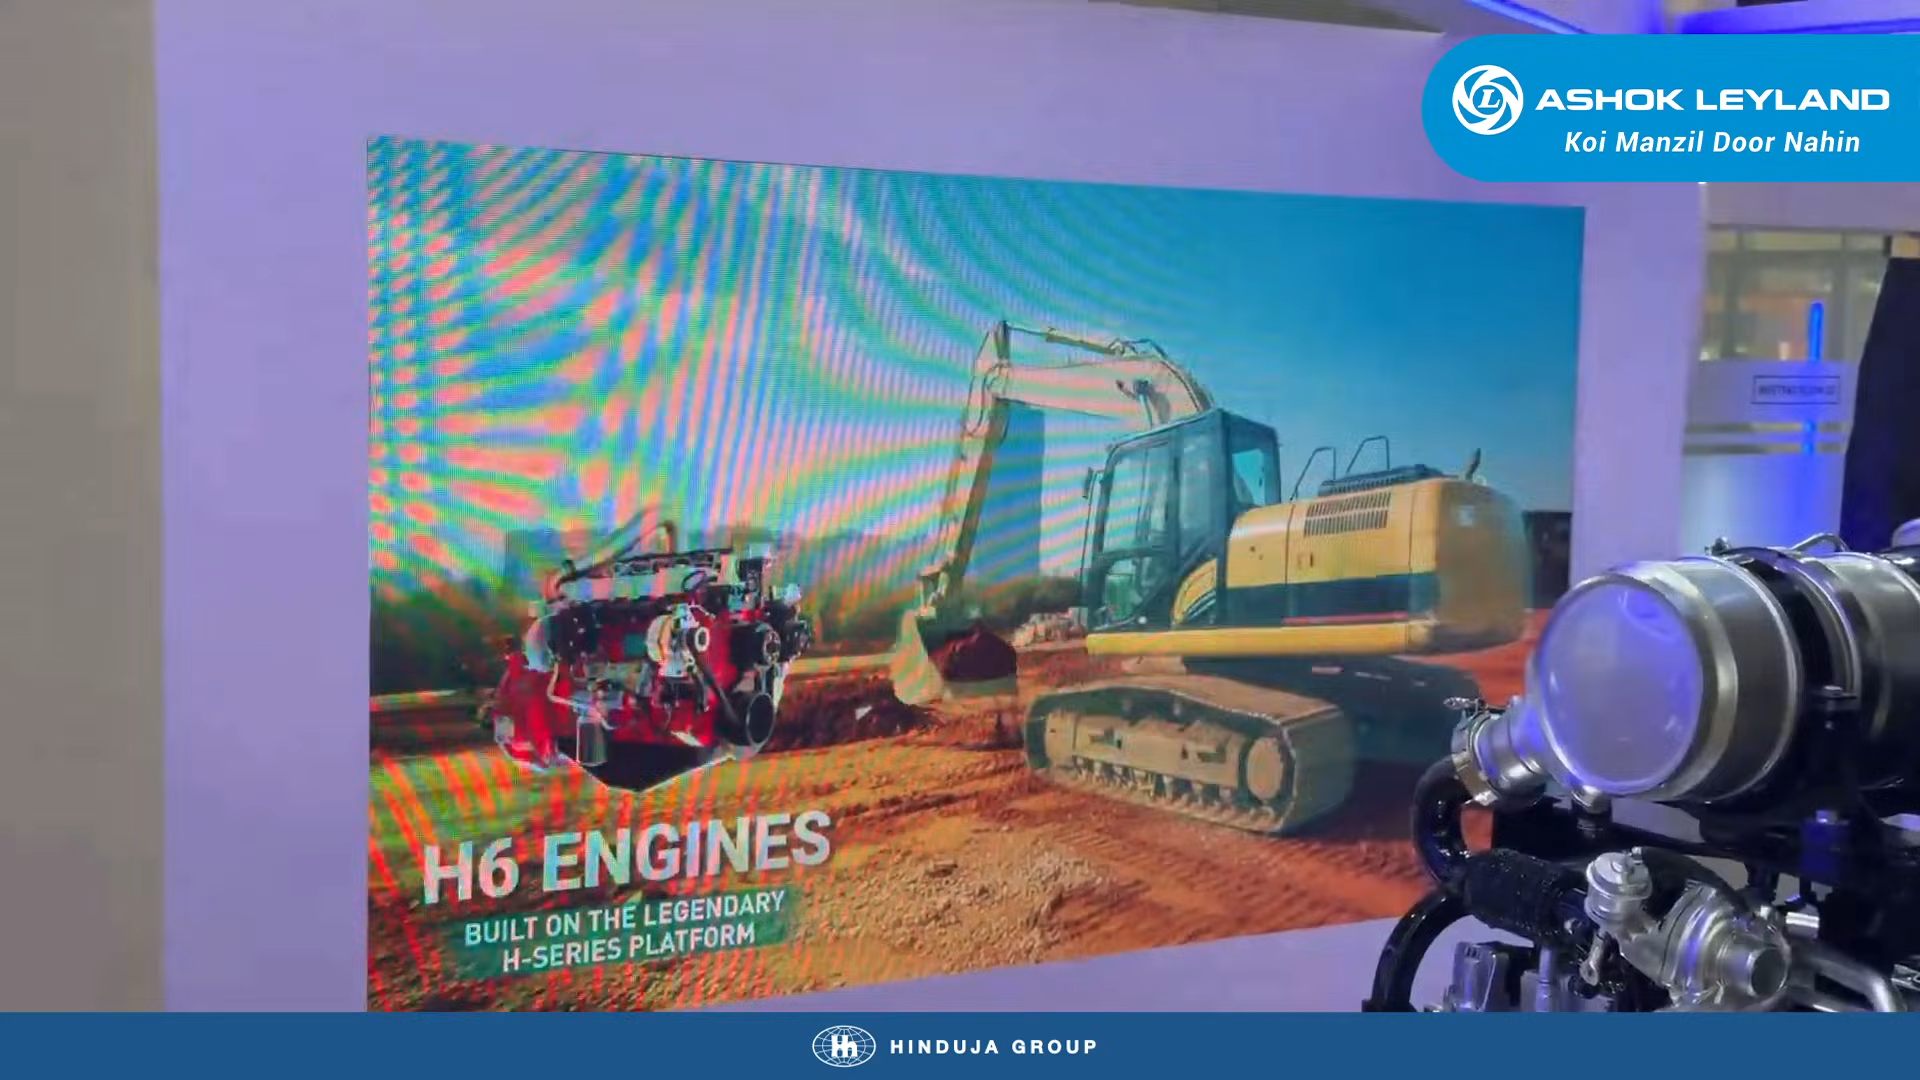 ASHOK LEYLAND
Koi Manzil Door Nahin
H6 ENGINES
BUILT ON THE LEGENDARY
H-SERIES PLATFORM
HINDUJA GROUP